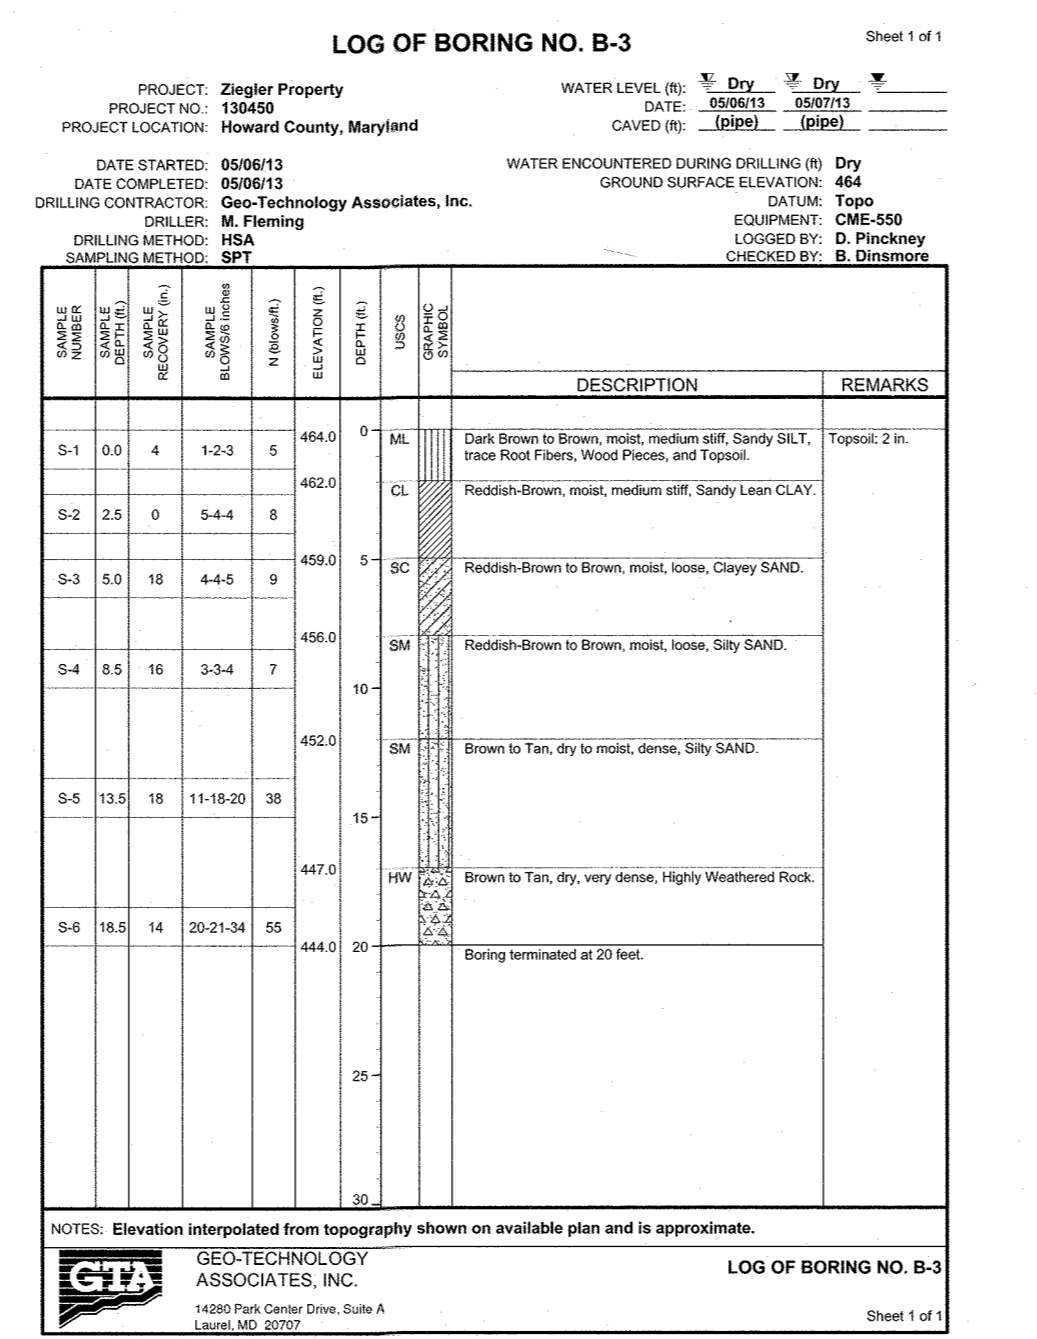 LOG OF BORING NO. B-3
Sheet 1 of 1
PROJECT: Ziegler Property
PROJECT NO.: 130450
PROJECT LOCATION: Howard County, Maryland
WATER LEVEL (ft): Dry Dry
DATE: 05/06/13 05/07/13
CAVED (ft): (pipe) (pipe)
DATE STARTED: 05/06/13
DATE COMPLETED: 05/06/13
DRILLING CONTRACTOR: Geo-Technology Associates, Inc.
DRILLER: M. Fleming
DRILLING METHOD: HSA
SAMPLING METHOD: SPT
WATER ENCOUNTERED DURING DRILLING (ft) Dry
GROUND SURFACE ELEVATION: 464
DATUM: Topo
EQUIPMENT: CME-550
LOGGED BY: D. Pinckney
CHECKED BY: B. Dinsmore
SAMPLE NUMBER
SAMPLE DEPTH (ft.)
SAMPLE RECOVERY (in.)
SAMPLE BLOWS/6 inches
N (blows/ft.)
ELEVATION (ft.)
DEPTH (ft.)
USCS
GRAPHIC SYMBOL
DESCRIPTION
REMARKS
464.0 0 ML Dark Brown to Brown, moist, medium stiff, Sandy SILT, Topsoil: 2 in.
S-1 0.0 4 1-2-3 5 trace Root Fibers, Wood Pieces, and Topsoil.
462.0 CL Reddish-Brown, moist, medium stiff, Sandy Lean CLAY.
S-2 2.5 0 5-4-4 8
459.0 5 SC Reddish-Brown to Brown, moist, loose, Clayey SAND.
S-3 5.0 18 4-4-5 9
456.0 SM Reddish-Brown to Brown, moist, loose, Silty SAND.
S-4 8.5 16 3-3-4 7
10
452.0 SM Brown to Tan, dry to moist, dense, Silty SAND.
S-5 13.5 18 11-18-20 38
15
447.0 HW Brown to Tan, dry, very dense, Highly Weathered Rock.
S-6 18.5 14 20-21-34 55
444.0 20 Boring terminated at 20 feet.
25
30
NOTES: Elevation interpolated from topography shown on available plan and is approximate.
GTA
GEO-TECHNOLOGY
ASSOCIATES, INC.
14280 Park Center Drive, Suite A
Laurel, MD 20707
LOG OF BORING NO. B-3
Sheet 1 of 1